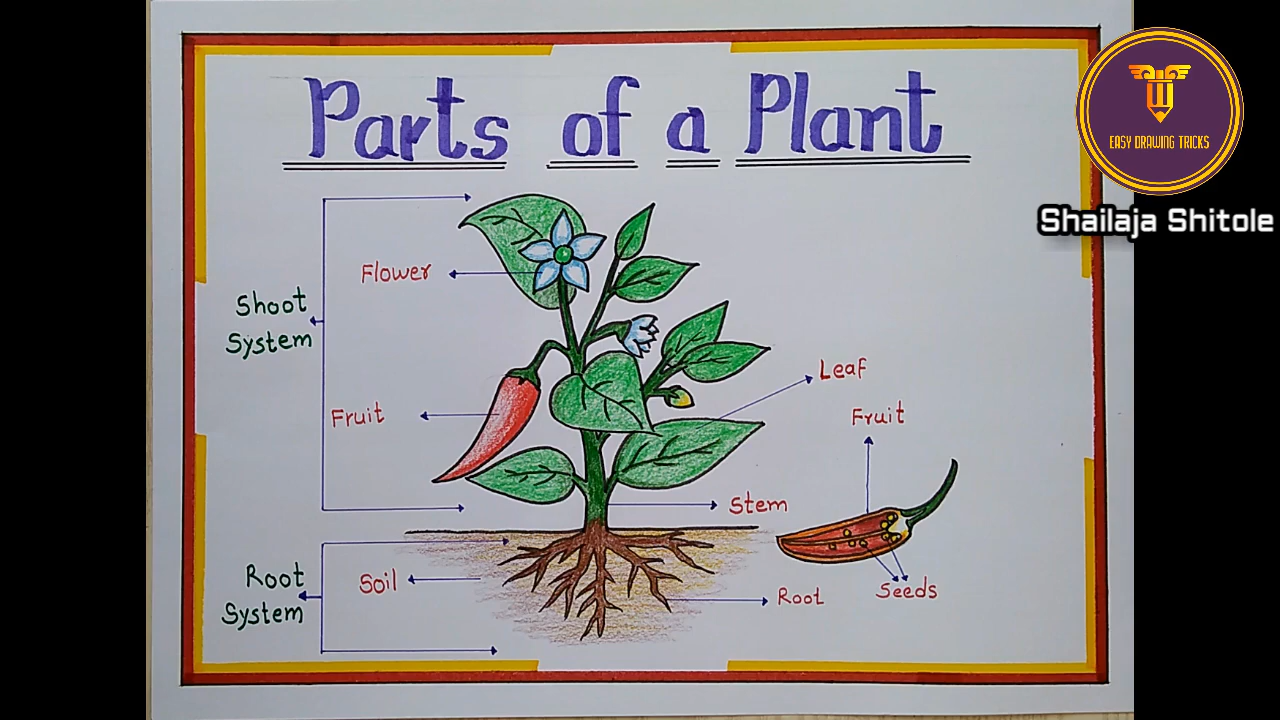 Parts of a Plant
EASY DRAWING TRICKS
Shailaja Shitole
Flower
Shoot
System
Fruit
Leaf
Fruit
Stem
Root
System
Soil
Root
Seeds